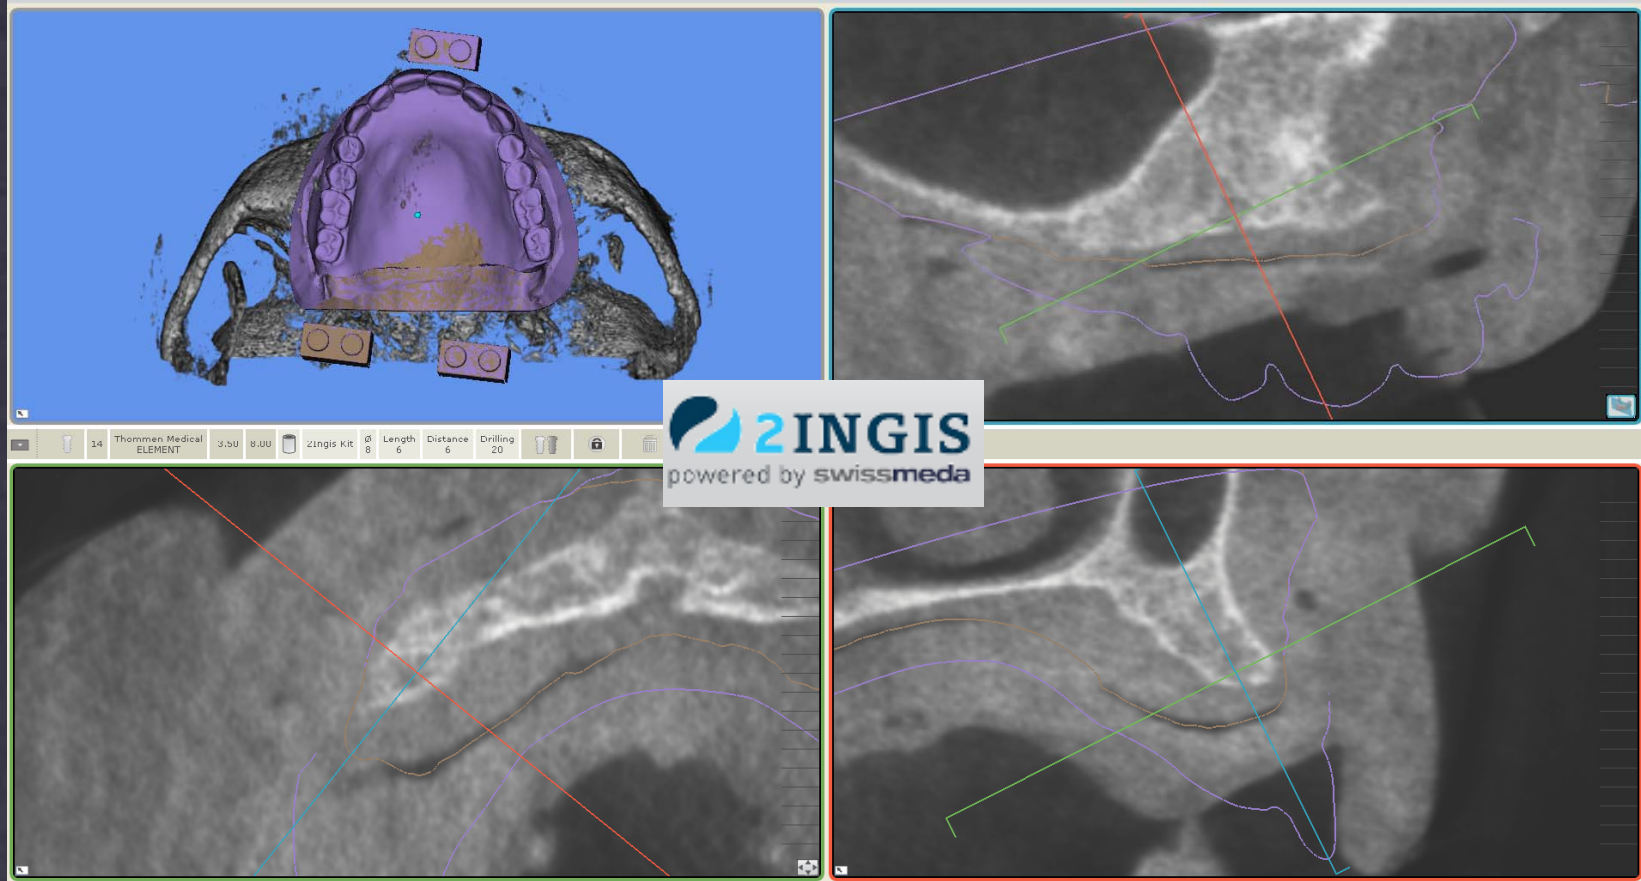 14
Thommen Medical
ELEMENT
3.50
8.00
2Ingis Kit
Ø
8
Length
6
Distance
6
Drilling
20
2INGIS
powered by swissmeda